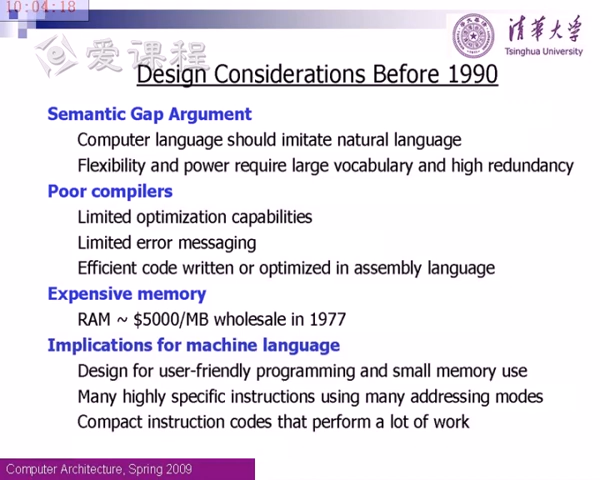 10:04:18
清华大学
Tsinghua University
爱课程
Design Considerations Before 1990
Semantic Gap Argument
Computer language should imitate natural language
Flexibility and power require large vocabulary and high redundancy
Poor compilers
Limited optimization capabilities
Limited error messaging
Efficient code written or optimized in assembly language
Expensive memory
RAM ~ $5000/MB wholesale in 1977
Implications for machine language
Design for user-friendly programming and small memory use
Many highly specific instructions using many addressing modes
Compact instruction codes that perform a lot of work
Computer Architecture, Spring 2009